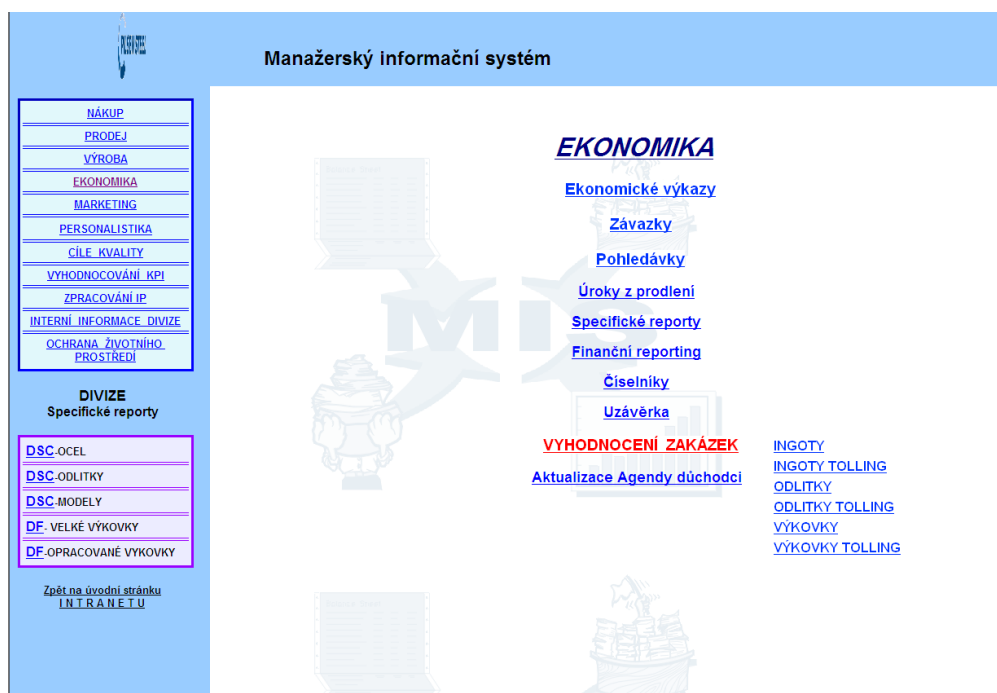 PILSEN STEEL
Manažerský informační systém
NÁKUP
PRODEJ
VÝROBA
EKONOMIKA
MARKETING
PERSONALISTIKA
CÍLE KVALITY
VYHODNOCOVÁNÍ KPI
ZPRACOVÁNÍ IP
INTERNÍ INFORMACE DIVIZE
OCHRANA ŽIVOTNÍHO
PROSTŘEDÍ
DIVIZE
Specifické reporty
DSC-OCEL
DSC-ODLITKY
DSC-MODELY
DF- VELKÉ VÝKOVKY
DF-OPRACOVANÉ VYKOVKY
Zpět na úvodní stránku
I N T R A N E T U
EKONOMIKA
Ekonomické výkazy
Závazky
Pohledávky
Úroky z prodlení
Specifické reporty
Finanční reporting
Číselníky
Uzávěrka
VYHODNOCENÍ ZAKÁZEK
Aktualizace Agendy důchodci
INGOTY
INGOTY TOLLING
ODLITKY
ODLITKY TOLLING
VÝKOVKY
VÝKOVKY TOLLING
MIS